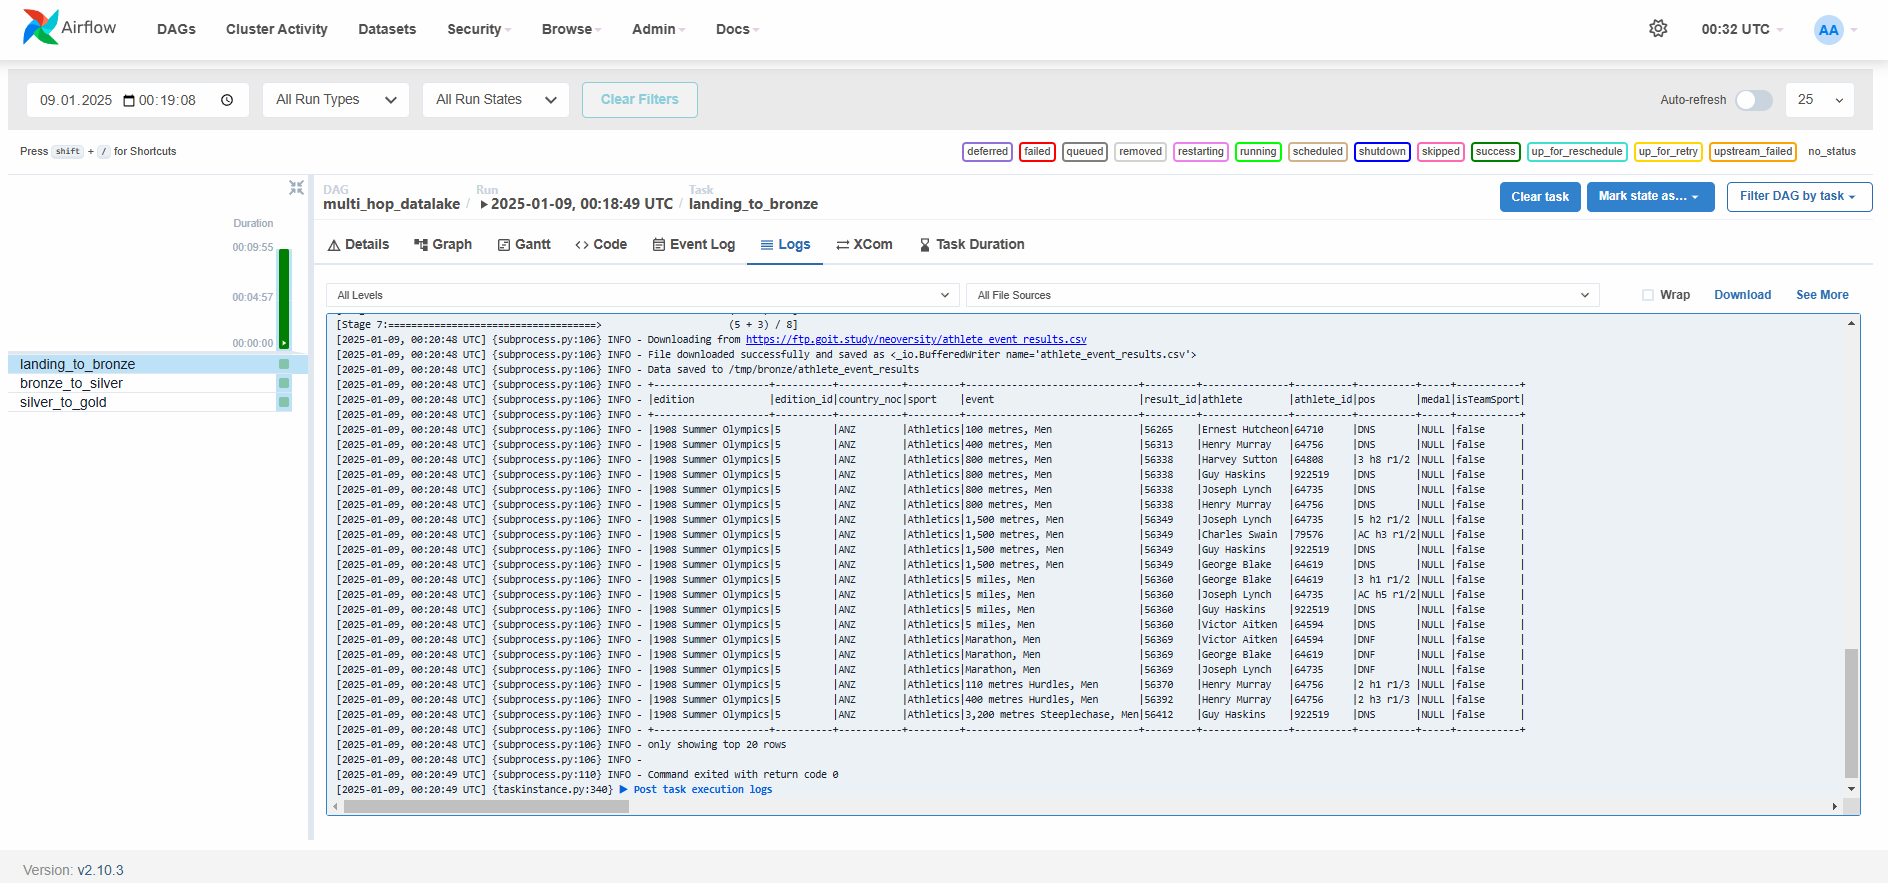 Airflow DAGs Cluster Activity Datasets Security Browse Admin Docs 00:32 UTC AA
09.01.2025 00:19:08 All Run Types All Run States Clear Filters Auto-refresh 25
Press shift + / for Shortcuts deferred failed queued removed restarting running scheduled shutdown skipped success up_for_reschedule up_for_retry upstream_failed no_status
DAG Run Task
multi_hop_datalake / 2025-01-09, 00:18:49 UTC / landing_to_bronze Clear task Mark state as... Filter DAG by task
Duration
00:09:55
00:04:57
00:00:00
landing_to_bronze
bronze_to_silver
silver_to_gold
Details Graph Gantt Code Event Log Logs XCom Task Duration
All Levels All File Sources Wrap Download See More
[Stage 7:====================================> (5 + 3) / 8]
[2025-01-09, 00:20:48 UTC] {subprocess.py:106} INFO - Downloading from https://ftp.goit.study/neoversity/athlete_event_results.csv
[2025-01-09, 00:20:48 UTC] {subprocess.py:106} INFO - File downloaded successfully and saved as <_io.BufferedWriter name='athlete_event_results.csv'>
[2025-01-09, 00:20:48 UTC] {subprocess.py:106} INFO - Data saved to /tmp/bronze/athlete_event_results
[2025-01-09, 00:20:48 UTC] {subprocess.py:106} INFO - +--------------------+----------+-----------+---------+------------------------------+---------+---------------+----------+----------+-----+-----------+
[2025-01-09, 00:20:48 UTC] {subprocess.py:106} INFO - |edition |edition_id|country_noc|sport |event |result_id|athlete |athlete_id|pos |medal|isTeamSport|
[2025-01-09, 00:20:48 UTC] {subprocess.py:106} INFO - +--------------------+----------+-----------+---------+------------------------------+---------+---------------+----------+----------+-----+-----------+
[2025-01-09, 00:20:48 UTC] {subprocess.py:106} INFO - |1908 Summer Olympics|5 |ANZ |Athletics|100 metres, Men |56265 |Ernest Hutcheon|64710 |DNS |NULL |false |
[2025-01-09, 00:20:48 UTC] {subprocess.py:106} INFO - |1908 Summer Olympics|5 |ANZ |Athletics|400 metres, Men |56313 |Henry Murray |64756 |DNS |NULL |false |
[2025-01-09, 00:20:48 UTC] {subprocess.py:106} INFO - |1908 Summer Olympics|5 |ANZ |Athletics|800 metres, Men |56338 |Harvey Sutton |64808 |3 h8 r1/2 |NULL |false |
[2025-01-09, 00:20:48 UTC] {subprocess.py:106} INFO - |1908 Summer Olympics|5 |ANZ |Athletics|800 metres, Men |56338 |Guy Haskins |922519 |DNS |NULL |false |
[2025-01-09, 00:20:48 UTC] {subprocess.py:106} INFO - |1908 Summer Olympics|5 |ANZ |Athletics|800 metres, Men |56338 |Joseph Lynch |64735 |DNS |NULL |false |
[2025-01-09, 00:20:48 UTC] {subprocess.py:106} INFO - |1908 Summer Olympics|5 |ANZ |Athletics|800 metres, Men |56338 |Henry Murray |64756 |DNS |NULL |false |
[2025-01-09, 00:20:48 UTC] {subprocess.py:106} INFO - |1908 Summer Olympics|5 |ANZ |Athletics|1,500 metres, Men |56349 |Joseph Lynch |64735 |5 h2 r1/2 |NULL |false |
[2025-01-09, 00:20:48 UTC] {subprocess.py:106} INFO - |1908 Summer Olympics|5 |ANZ |Athletics|1,500 metres, Men |56349 |Charles Swain |79576 |AC h3 r1/2|NULL |false |
[2025-01-09, 00:20:48 UTC] {subprocess.py:106} INFO - |1908 Summer Olympics|5 |ANZ |Athletics|1,500 metres, Men |56349 |Guy Haskins |922519 |DNS |NULL |false |
[2025-01-09, 00:20:48 UTC] {subprocess.py:106} INFO - |1908 Summer Olympics|5 |ANZ |Athletics|1,500 metres, Men |56349 |George Blake |64619 |DNS |NULL |false |
[2025-01-09, 00:20:48 UTC] {subprocess.py:106} INFO - |1908 Summer Olympics|5 |ANZ |Athletics|5 miles, Men |56360 |George Blake |64619 |3 h1 r1/2 |NULL |false |
[2025-01-09, 00:20:48 UTC] {subprocess.py:106} INFO - |1908 Summer Olympics|5 |ANZ |Athletics|5 miles, Men |56360 |Joseph Lynch |64735 |AC h5 r1/2|NULL |false |
[2025-01-09, 00:20:48 UTC] {subprocess.py:106} INFO - |1908 Summer Olympics|5 |ANZ |Athletics|5 miles, Men |56360 |Guy Haskins |922519 |DNS |NULL |false |
[2025-01-09, 00:20:48 UTC] {subprocess.py:106} INFO - |1908 Summer Olympics|5 |ANZ |Athletics|5 miles, Men |56360 |Victor Aitken |64594 |DNS |NULL |false |
[2025-01-09, 00:20:48 UTC] {subprocess.py:106} INFO - |1908 Summer Olympics|5 |ANZ |Athletics|Marathon, Men |56369 |Victor Aitken |64594 |DNF |NULL |false |
[2025-01-09, 00:20:48 UTC] {subprocess.py:106} INFO - |1908 Summer Olympics|5 |ANZ |Athletics|Marathon, Men |56369 |George Blake |64619 |DNF |NULL |false |
[2025-01-09, 00:20:48 UTC] {subprocess.py:106} INFO - |1908 Summer Olympics|5 |ANZ |Athletics|Marathon, Men |56369 |Joseph Lynch |64735 |DNF |NULL |false |
[2025-01-09, 00:20:48 UTC] {subprocess.py:106} INFO - |1908 Summer Olympics|5 |ANZ |Athletics|110 metres Hurdles, Men |56370 |Henry Murray |64756 |2 h1 r1/3 |NULL |false |
[2025-01-09, 00:20:48 UTC] {subprocess.py:106} INFO - |1908 Summer Olympics|5 |ANZ |Athletics|400 metres Hurdles, Men |56392 |Henry Murray |64756 |2 h3 r1/3 |NULL |false |
[2025-01-09, 00:20:48 UTC] {subprocess.py:106} INFO - |1908 Summer Olympics|5 |ANZ |Athletics|3,200 metres Steeplechase, Men|56412 |Guy Haskins |922519 |DNS |NULL |false |
[2025-01-09, 00:20:48 UTC] {subprocess.py:106} INFO - +--------------------+----------+-----------+---------+------------------------------+---------+---------------+----------+----------+-----+-----------+
[2025-01-09, 00:20:48 UTC] {subprocess.py:106} INFO - only showing top 20 rows
[2025-01-09, 00:20:48 UTC] {subprocess.py:106} INFO -
[2025-01-09, 00:20:49 UTC] {subprocess.py:110} INFO - Command exited with return code 0
[2025-01-09, 00:20:49 UTC] {taskinstance.py:340} ▶ Post task execution logs
Version: v2.10.3